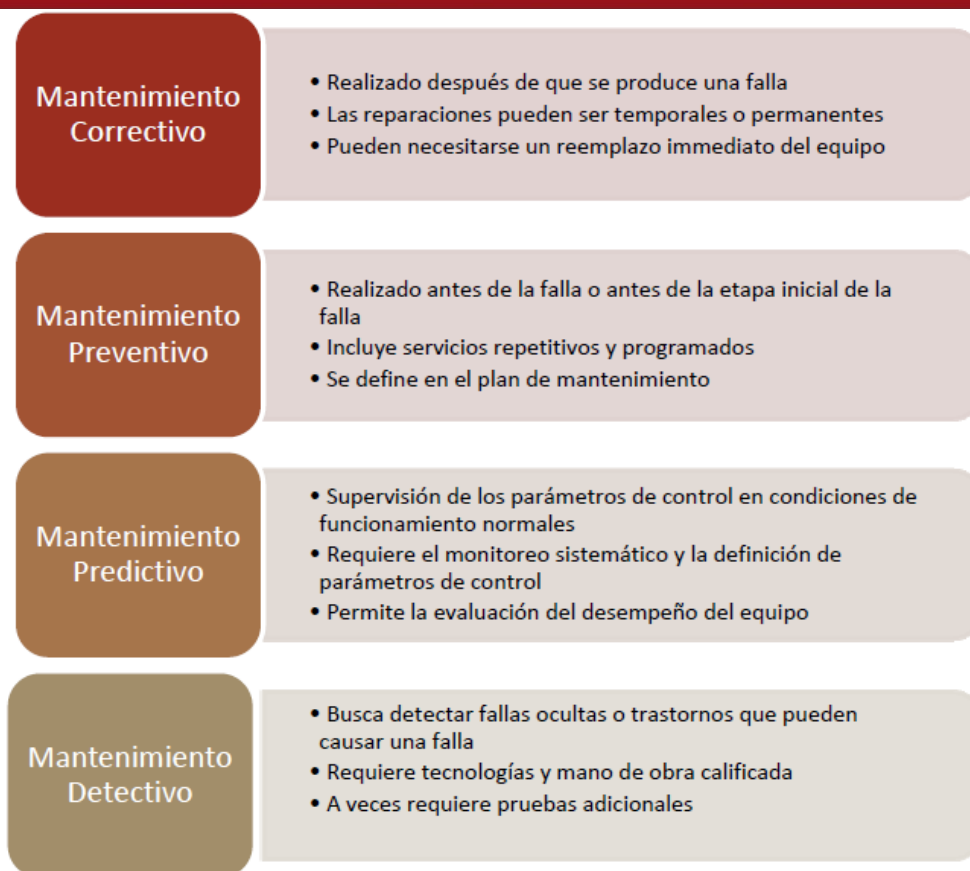 Mantenimiento
Correctivo
• Realizado después de que se produce una falla
• Las reparaciones pueden ser temporales o permanentes
• Pueden necesitarse un reemplazo immediato del equipo
Mantenimiento
Preventivo
• Realizado antes de la falla o antes de la etapa inicial de la
falla
• Incluye servicios repetitivos y programados
• Se define en el plan de mantenimiento
Mantenimiento
Predictivo
• Supervisión de los parámetros de control en condiciones de
funcionamiento normales
• Requiere el monitoreo sistemático y la definición de
parámetros de control
• Permite la evaluación del desempeño del equipo
Mantenimiento
Detectivo
• Busca detectar fallas ocultas o trastornos que pueden
causar una falla
• Requiere tecnologías y mano de obra calificada
• A veces requiere pruebas adicionales